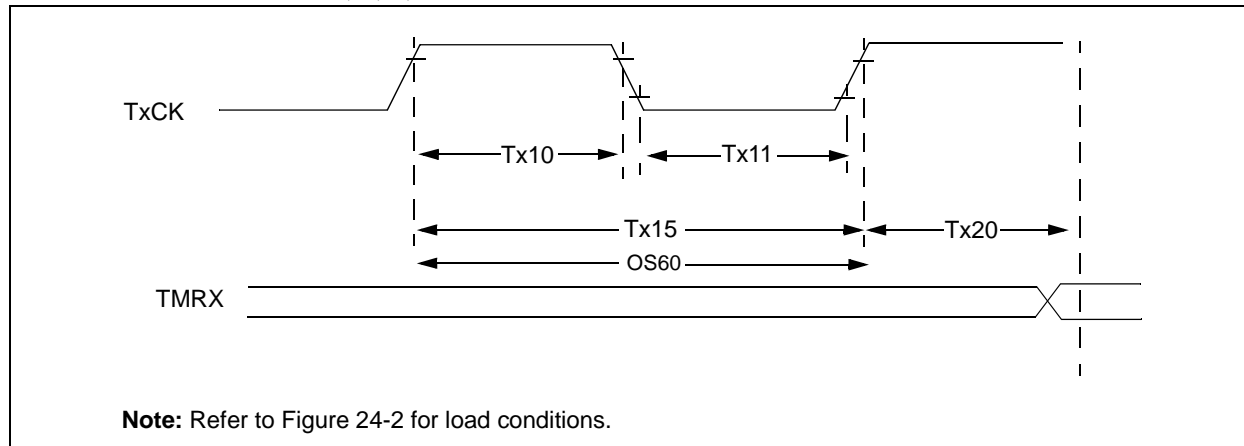 TxCK
Tx10
Tx11
Tx15
Tx20
OS60
TMRX
Note: Refer to Figure 24-2 for load conditions.